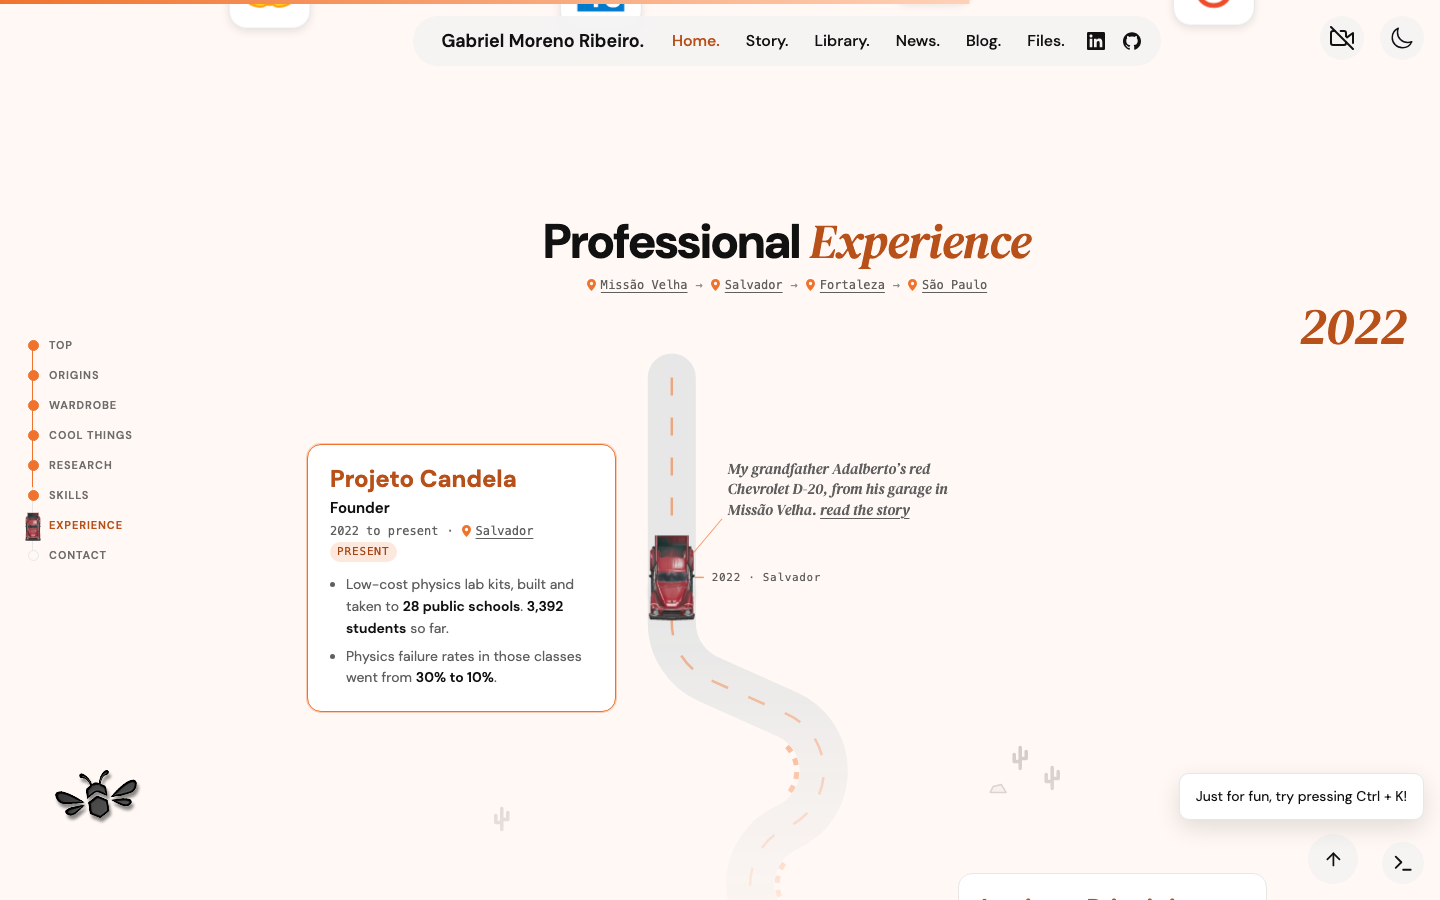 Gabriel Moreno Ribeiro.
Home. Story. Library. News. Blog. Files.
Professional Experience
Missão Velha → Salvador → Fortaleza → São Paulo
2022
TOP
ORIGINS
WARDROBE
COOL THINGS
RESEARCH
SKILLS
EXPERIENCE
CONTACT
Projeto Candela
Founder
2022 to present · Salvador
PRESENT
• Low-cost physics lab kits, built and
taken to 28 public schools. 3,392
students so far.
• Physics failure rates in those classes
went from 30% to 10%.
My grandfather Adalberto's red
Chevrolet D-20, from his garage in
Missão Velha. read the story
2022 · Salvador
Just for fun, try pressing Ctrl + K!